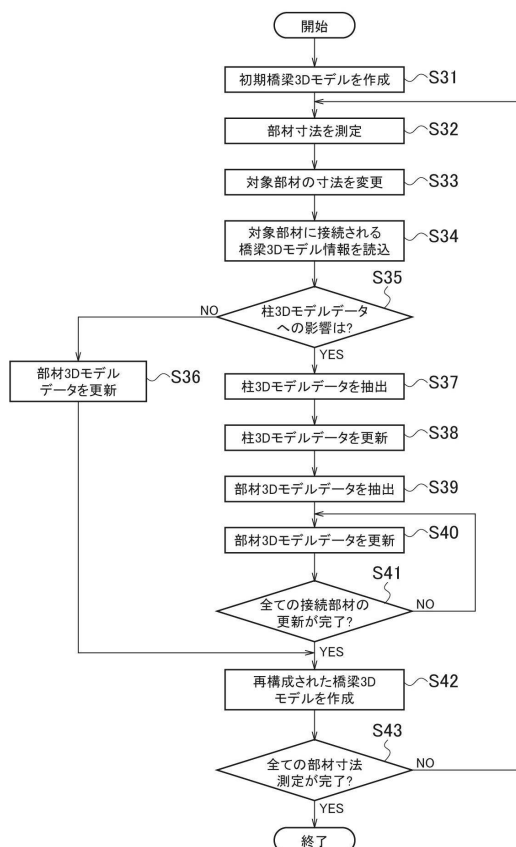 開始
初期橋梁3Dモデルを作成
S31
部材寸法を測定
S32
対象部材の寸法を変更
S33
対象部材に接続される
橋梁3Dモデル情報を読込
S34
S35
柱3Dモデルデータ
への影響は?
NO
YES
部材3Dモデル
データを更新
S36
柱3Dモデルデータを抽出
S37
柱3Dモデルデータを更新
S38
部材3Dモデルデータを抽出
S39
部材3Dモデルデータを更新
S40
S41
全ての接続部材の
更新が完了?
NO
YES
再構成された橋梁3D
モデルを作成
S42
S43
全ての部材寸法
測定が完了?
NO
YES
終了